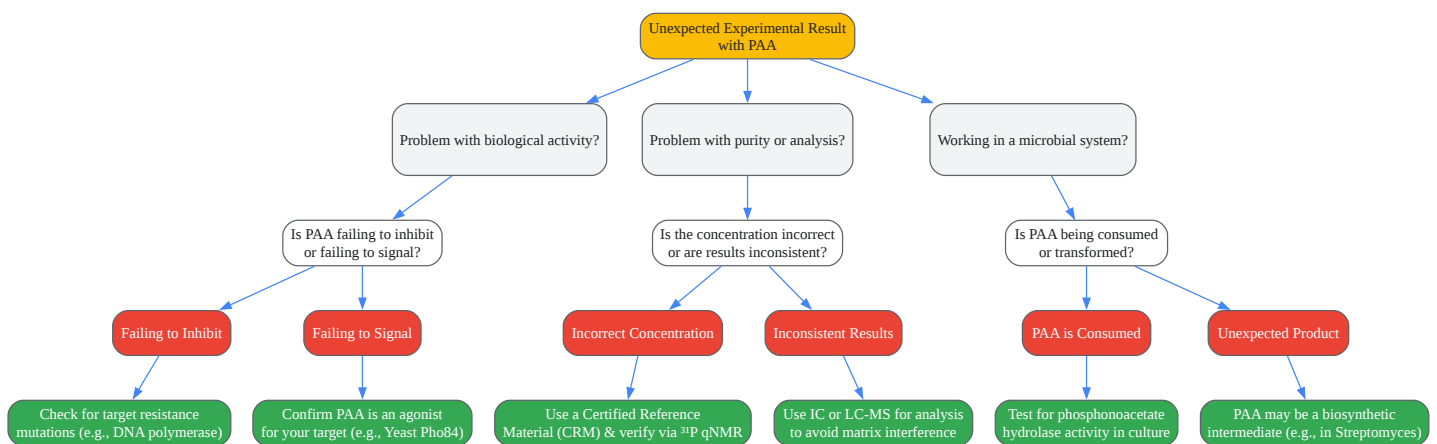 Unexpected Experimental Result
with PAA
Problem with biological activity?
Problem with purity or analysis?
Working in a microbial system?
Is PAA failing to inhibit
or failing to signal?
Is the concentration incorrect
or are results inconsistent?
Is PAA being consumed
or transformed?
Failing to Inhibit
Failing to Signal
Incorrect Concentration
Inconsistent Results
PAA is Consumed
Unexpected Product
Check for target resistance
mutations (e.g., DNA polymerase)
Confirm PAA is an agonist
for your target (e.g., Yeast Pho84)
Use a Certified Reference
Material (CRM) & verify via ³¹P qNMR
Use IC or LC-MS for analysis
to avoid matrix interference
Test for phosphonoacetate
hydrolase activity in culture
PAA may be a biosynthetic
intermediate (e.g., in Streptomyces)